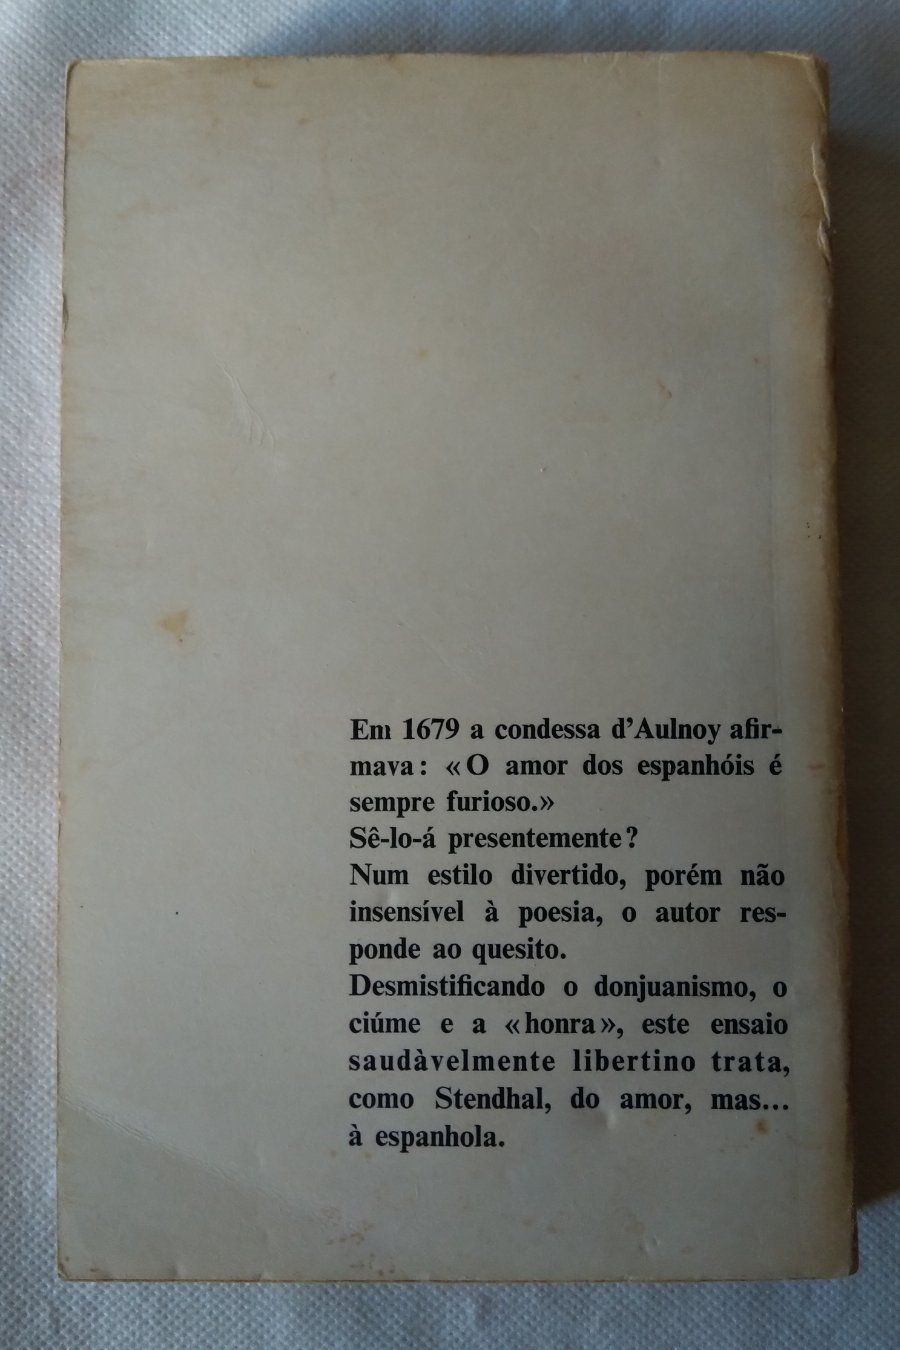 Em 1679 a condessa d'Aulnoy afir-
mava: «O amor dos espanhóis é
sempre furioso.»
Sê-lo-á presentemente?
Num estilo divertido, porém não
insensível à poesia, o autor res-
ponde ao quesito.
Desmistificando o donjuanismo, o
ciúme e a «honra», este ensaio
saudàvelmente libertino trata,
como Stendhal, do amor, mas...
à espanhola.